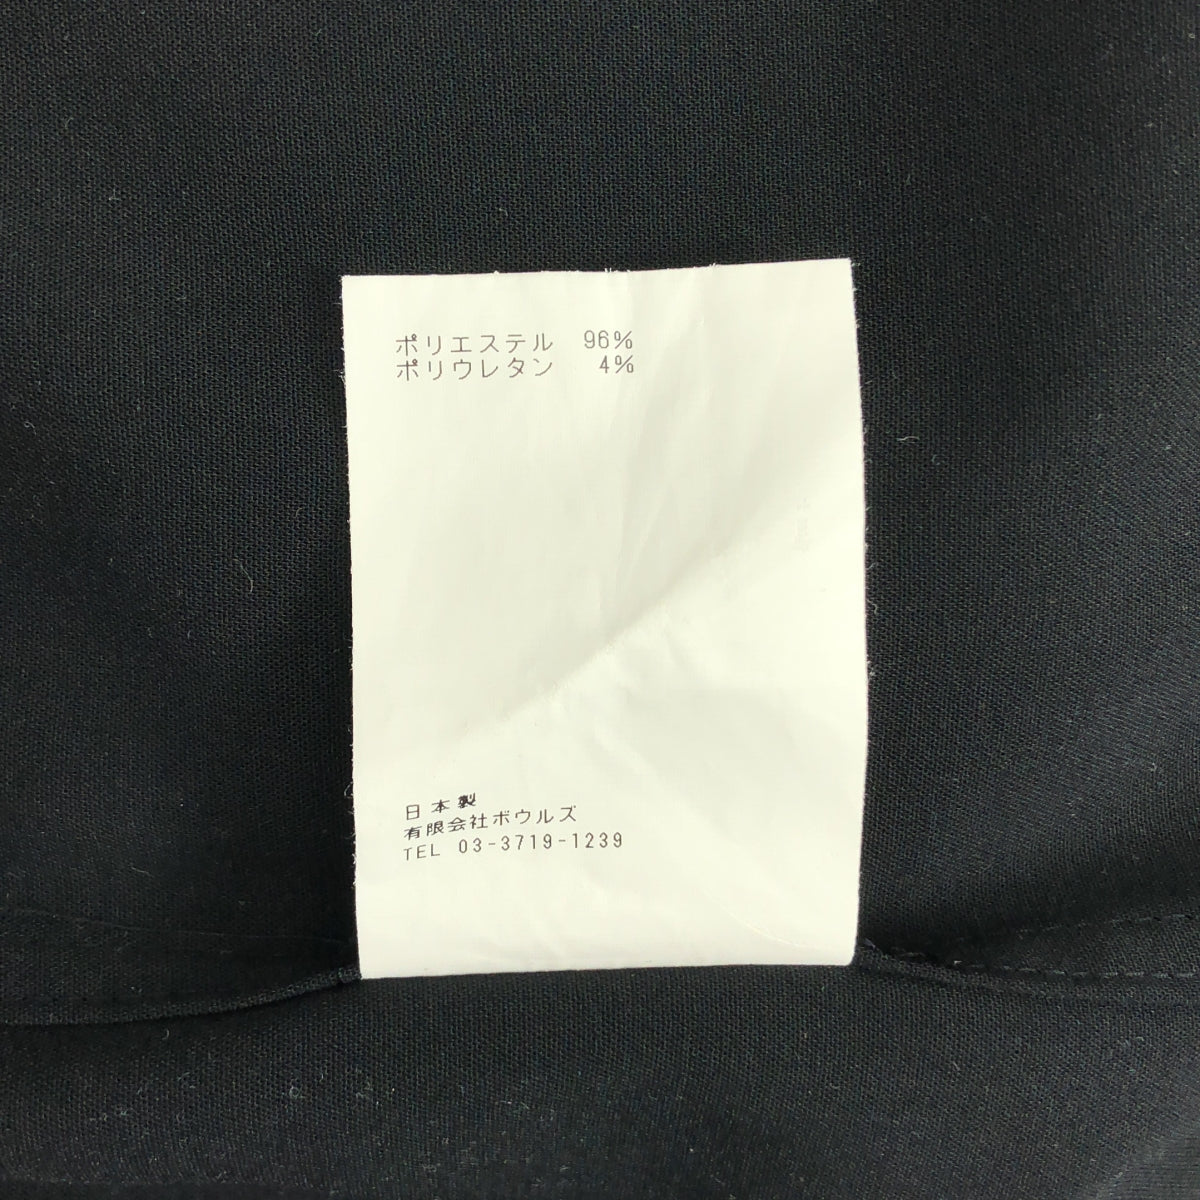 ポリエステル 96%
ポリウレタン 4%
日本製
有限会社ボウルズ
TEL 03-3719-1239